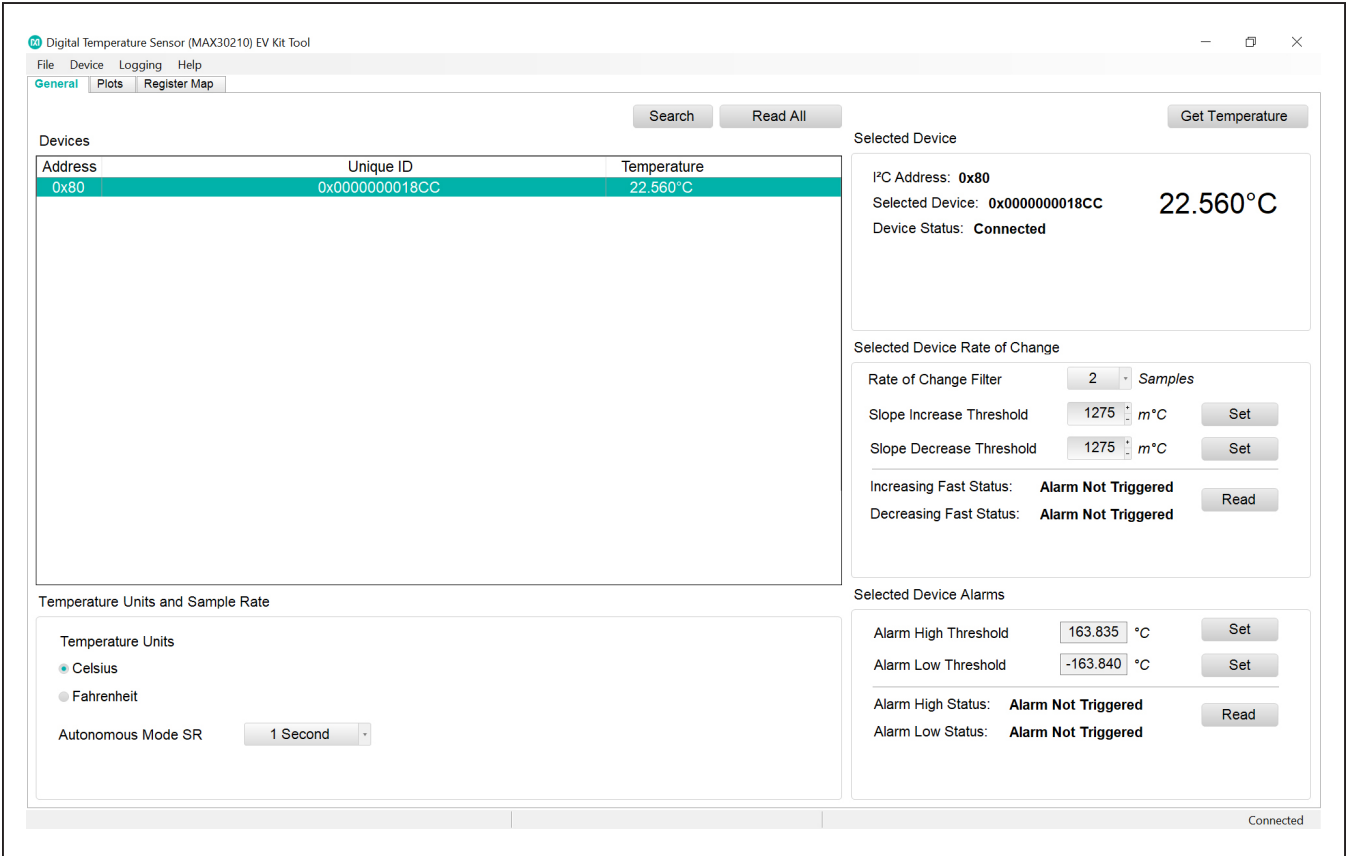 Digital Temperature Sensor (MAX30210) EV Kit Tool
File Device Logging Help
General Plots Register Map
Search Read All
Devices
Address Unique ID Temperature
0x80 0x0000000018CC 22.560°C
Temperature Units and Sample Rate
Temperature Units
Celsius
Fahrenheit
Autonomous Mode SR 1 Second
Get Temperature
Selected Device
I²C Address: 0x80
Selected Device: 0x0000000018CC
22.560°C
Device Status: Connected
Selected Device Rate of Change
Rate of Change Filter 2 Samples
Slope Increase Threshold 1275 m°C Set
Slope Decrease Threshold 1275 m°C Set
Increasing Fast Status: Alarm Not Triggered
Read
Decreasing Fast Status: Alarm Not Triggered
Selected Device Alarms
Alarm High Threshold 163.835 °C Set
Alarm Low Threshold -163.840 °C Set
Alarm High Status: Alarm Not Triggered
Read
Alarm Low Status: Alarm Not Triggered
Connected